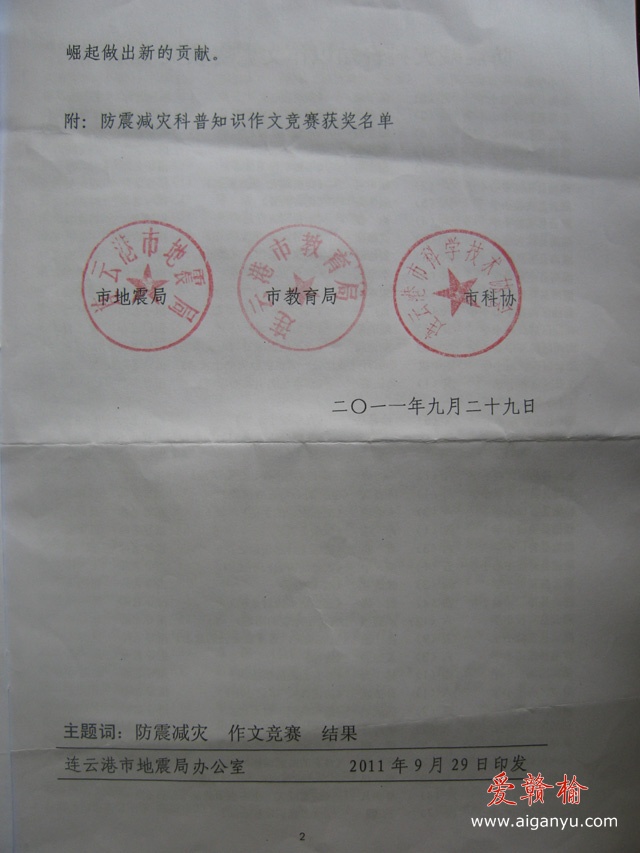 崛起做出新的贡献。
附：防震减灾科普知识作文竞赛获奖名单
连云港市地震局
连云港市教育局
连云港市科学技术协会
市地震局 市教育局 市科协
二〇一一年九月二十九日
主题词：防震减灾 作文竞赛 结果
连云港市地震局办公室 2011年9月29日印发
爱赣榆
www.aiganyu.com
2